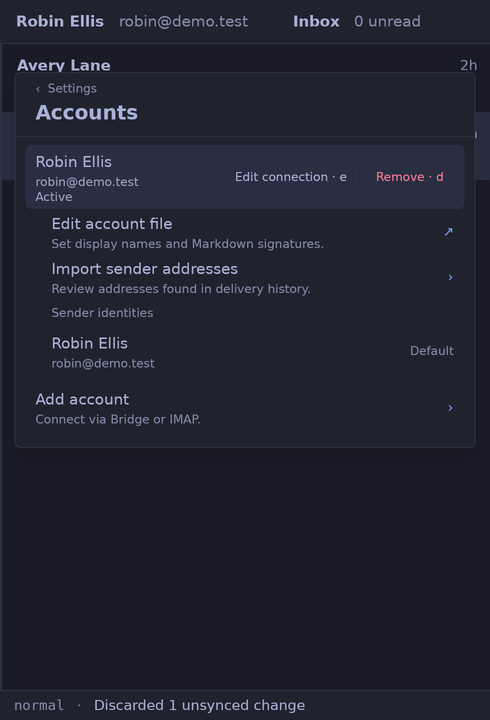 Robin Ellis robin@demo.test Inbox 0 unread
Avery Lane 2h
‹ Settings
Accounts
Robin Ellis
robin@demo.test
Active
Edit connection · e Remove · d
Edit account file
Set display names and Markdown signatures. ↗
Import sender addresses
Review addresses found in delivery history. ›
Sender identities
Robin Ellis
robin@demo.test
Default
Add account
Connect via Bridge or IMAP. ›
normal · Discarded 1 unsynced change